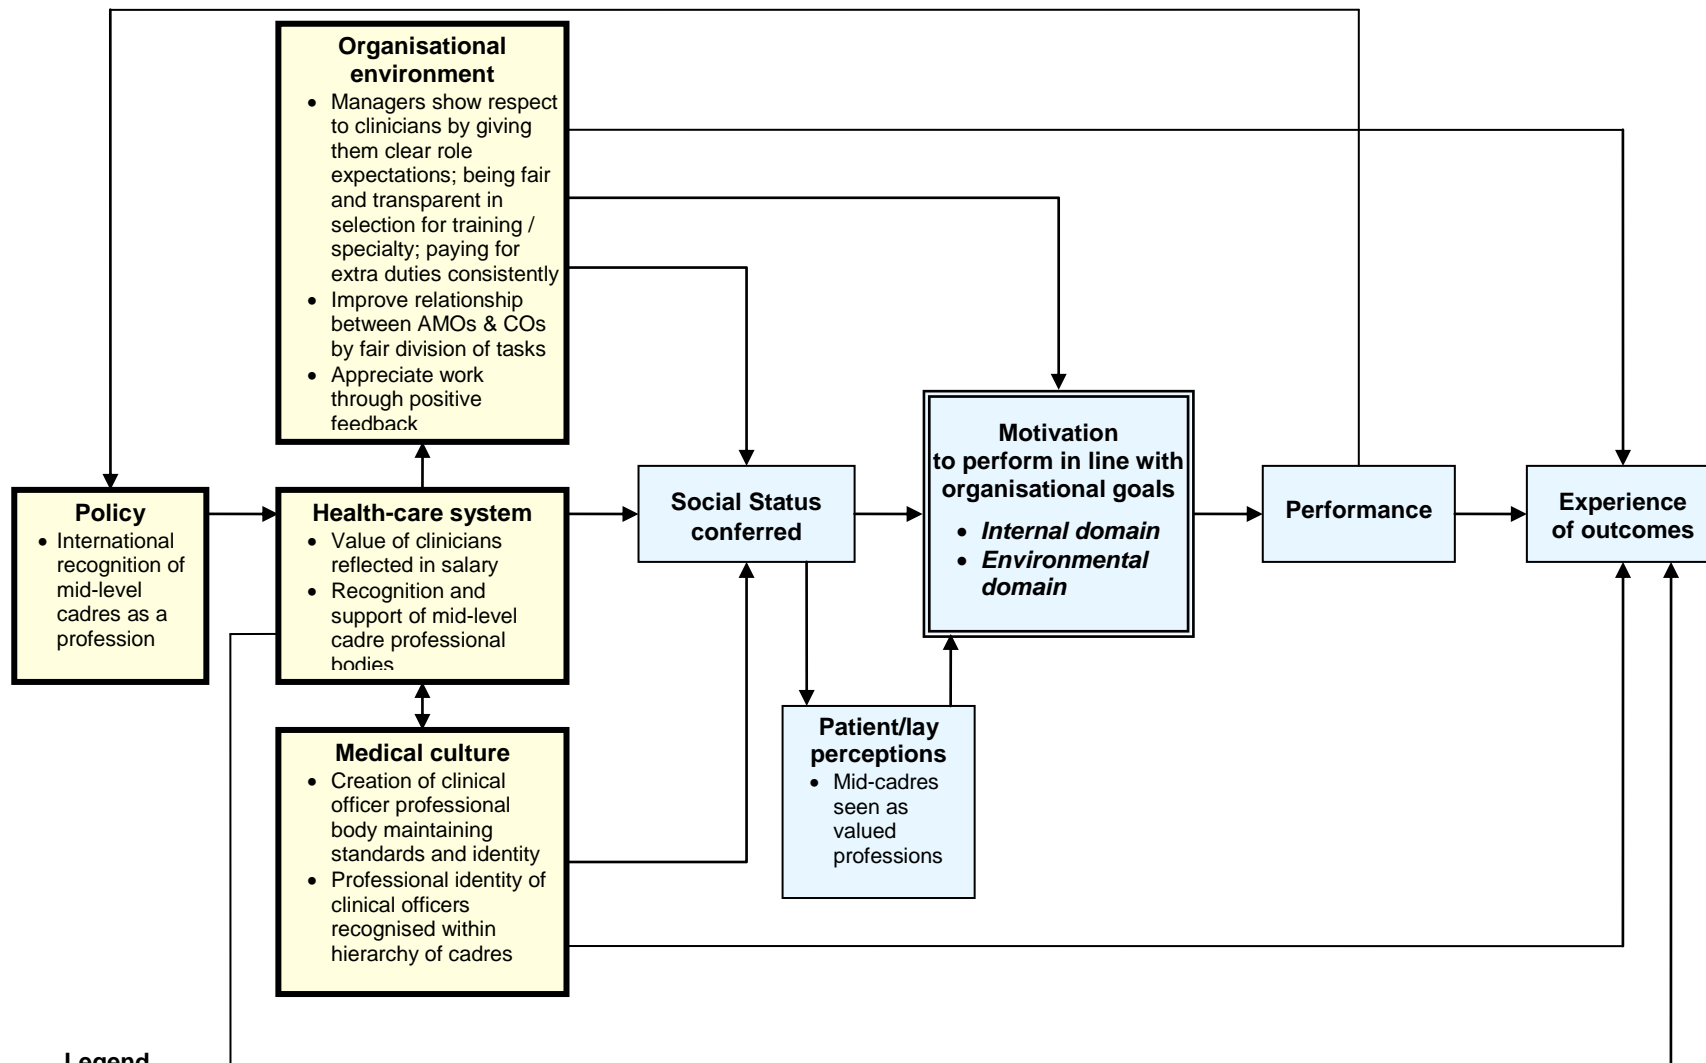 Organisational
environment
• Managers show respect
to clinicians by giving
them clear role
expectations; being fair
and transparent in
selection for training /
specialty; paying for
extra duties consistently
• Improve relationship
between AMOs & COs
by fair division of tasks
• Appreciate work
through positive
feedback
Policy
• International
recognition of
mid-level
cadres as a
profession
Health-care system
• Value of clinicians
reflected in salary
• Recognition and
support of mid-level
cadre professional
bodies
Medical culture
• Creation of clinical
officer professional
body maintaining
standards and identity
• Professional identity of
clinical officers
recognised within
hierarchy of cadres
Social Status
conferred
Patient/lay
perceptions
• Mid-cadres
seen as
valued
professions
Motivation
to perform in line with
organisational goals
• Internal domain
• Environmental
domain
Performance
Experience
of outcomes
Legend